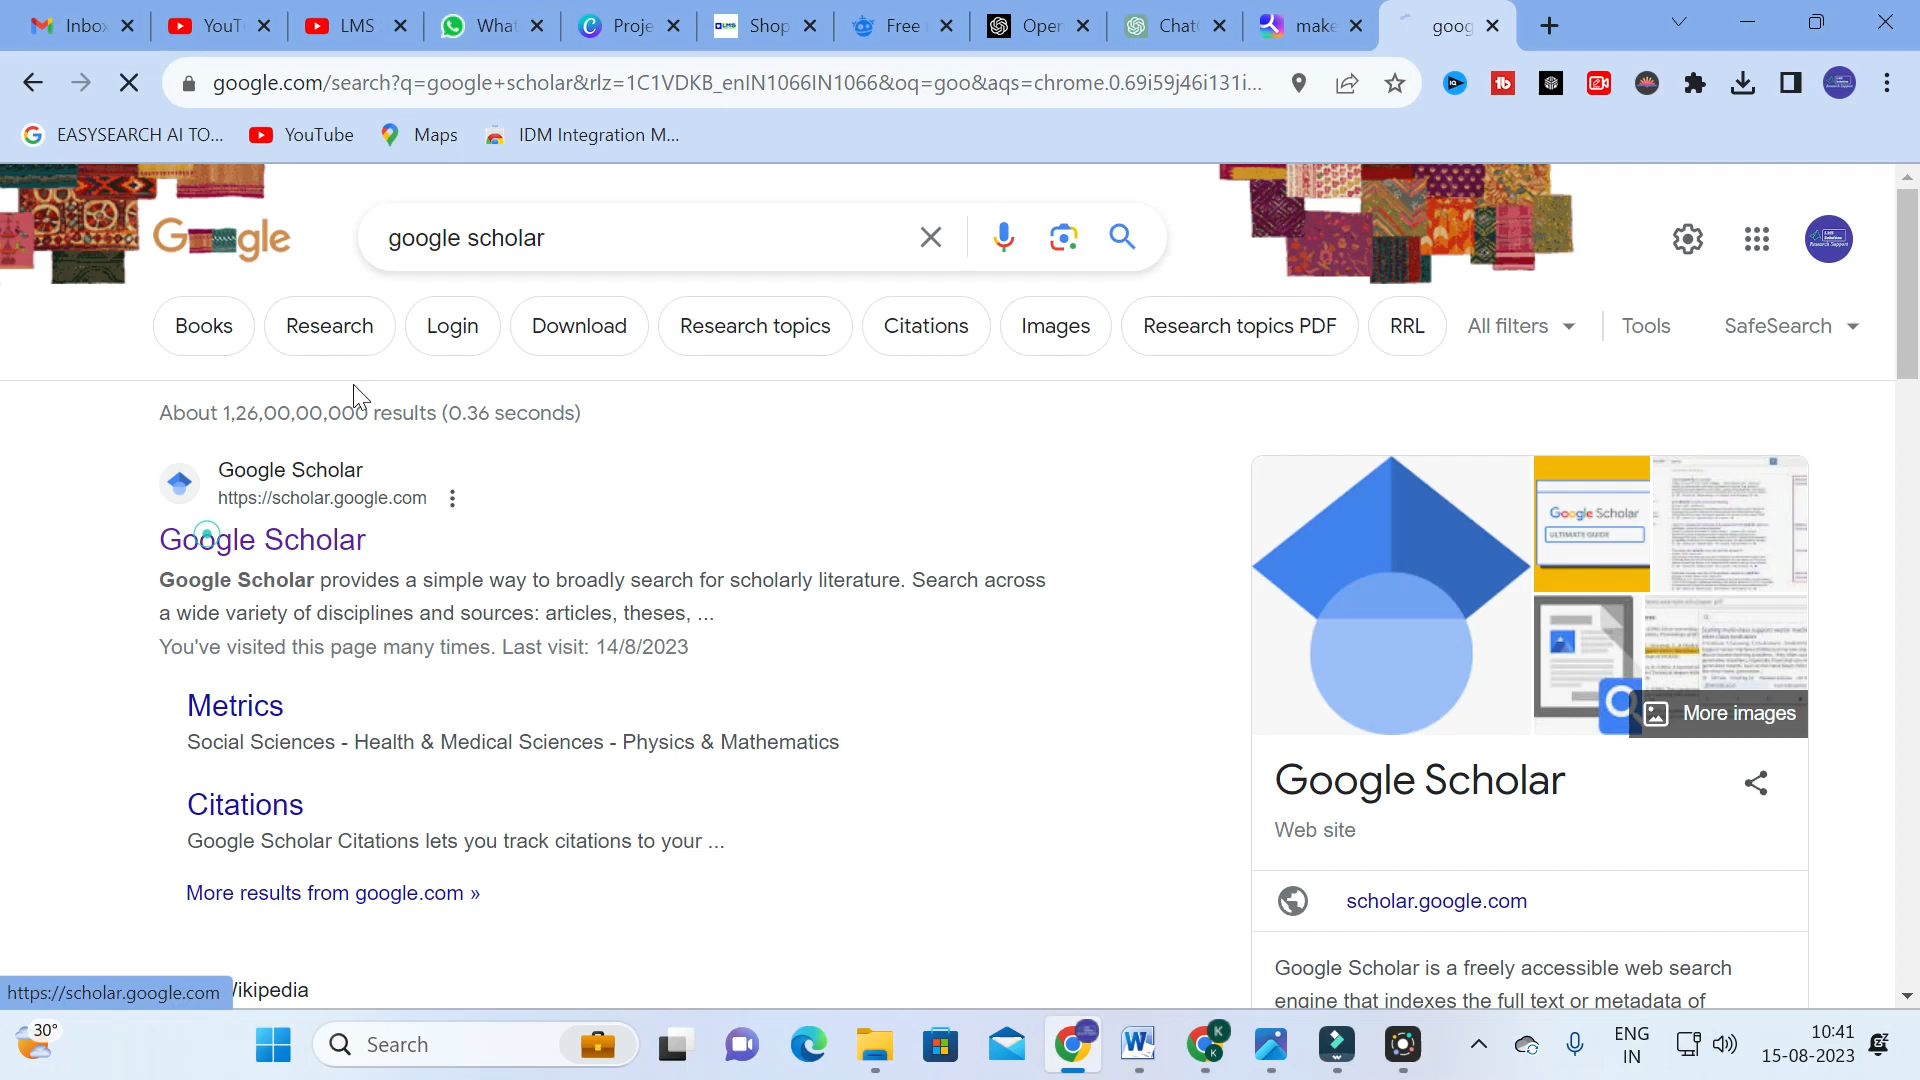 Inbo
YouT
LMS
What
Proje
Shop
Free
Oper
Chat
make
goog
google.com/search?q=google+scholar&rlz=1C1VDKB_enIN1066IN1066&oq=goo&aqs=chrome.0.69i59j46i131i...
EASYSEARCH AI TO...
YouTube
Maps
IDM Integration M...
Google
google scholar
Books
Research
Login
Download
Research topics
Citations
Images
Research topics PDF
RRL
All filters
Tools
SafeSearch
About 1,26,00,00,000 results (0.36 seconds)
Google Scholar
https://scholar.google.com
Google Scholar
Google Scholar provides a simple way to broadly search for scholarly literature. Search across
a wide variety of disciplines and sources: articles, theses, ...
You've visited this page many times. Last visit: 14/8/2023
Metrics
Social Sciences - Health & Medical Sciences - Physics & Mathematics
Citations
Google Scholar Citations lets you track citations to your ...
More results from google.com »
Google Scholar
ULTIMATE GUIDE
More images
Google Scholar
Web site
scholar.google.com
Google Scholar is a freely accessible web search
engine that indexes the full text or metadata of
https://scholar.google.com
ikipedia
30°
Search
ENG
IN
10:41
15-08-2023